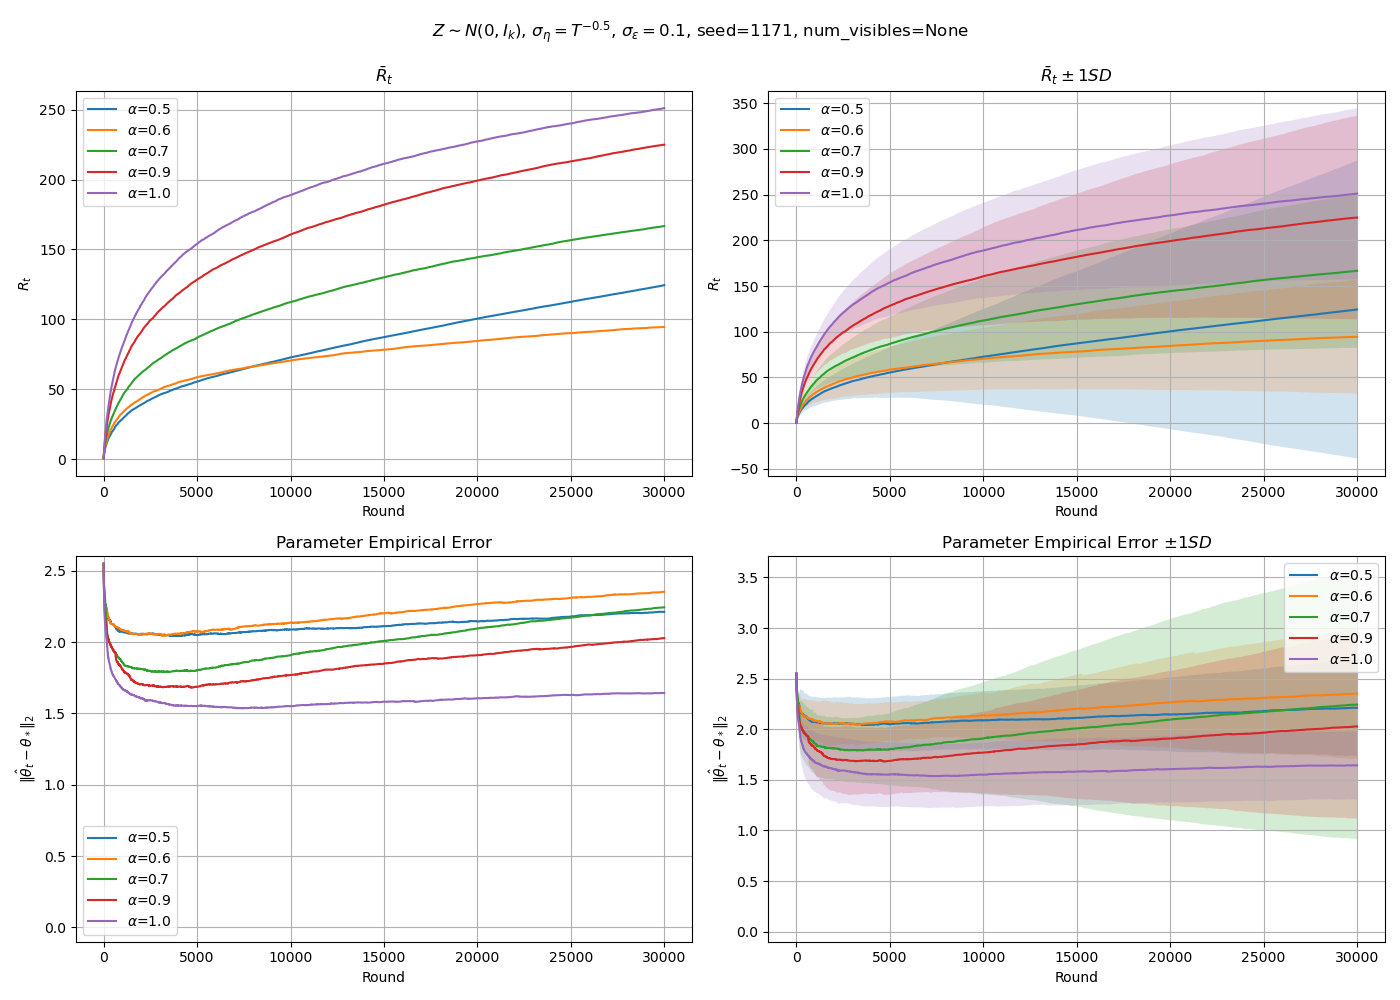 Z ~ N(0, I_k), σ_η = T^{-0.5}, σ_ε = 0.1, seed=1171, num_visibles=None
R̄_t
250
200
150
100
50
0
R_t
α=0.5
α=0.6
α=0.7
α=0.9
α=1.0
0 5000 10000 15000 20000 25000 30000
Round
R̄_t ± 1SD
350
300
250
200
150
100
50
0
−50
R_t
α=0.5
α=0.6
α=0.7
α=0.9
α=1.0
0 5000 10000 15000 20000 25000 30000
Round
Parameter Empirical Error
2.5
2.0
1.5
1.0
0.5
0.0
‖θ̂_t − θ_*‖_2
α=0.5
α=0.6
α=0.7
α=0.9
α=1.0
0 5000 10000 15000 20000 25000 30000
Round
Parameter Empirical Error ±1SD
3.5
3.0
2.5
2.0
1.5
1.0
0.5
0.0
‖θ̂_t − θ_*‖_2
α=0.5
α=0.6
α=0.7
α=0.9
α=1.0
0 5000 10000 15000 20000 25000 30000
Round